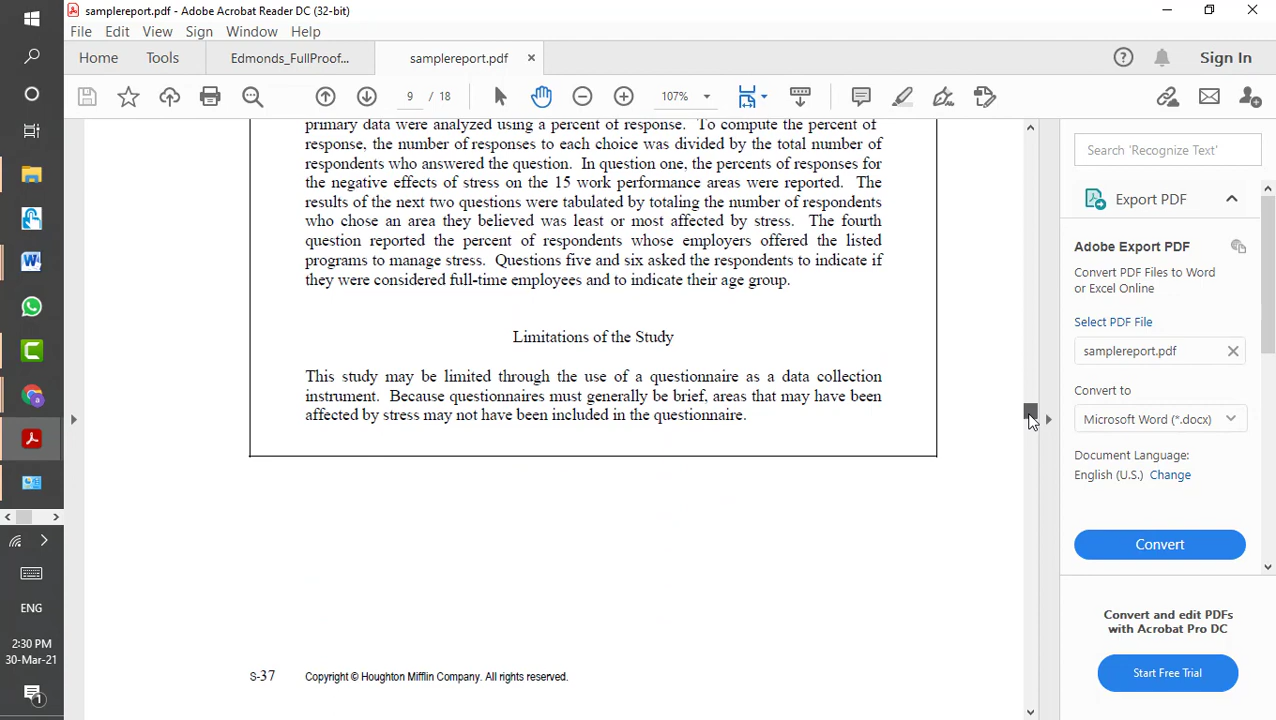 samplereport.pdf - Adobe Acrobat Reader DC (32-bit)
File Edit View Sign Window Help
Home Tools Edmonds_FullProof... samplereport.pdf × Sign In
9 / 18 107%
primary data were analyzed using a percent of response. To compute the percent of
response, the number of responses to each choice was divided by the total number of
respondents who answered the question. In question one, the percents of responses for
the negative effects of stress on the 15 work performance areas were reported. The
results of the next two questions were tabulated by totaling the number of respondents
who chose an area they believed was least or most affected by stress. The fourth
question reported the percent of respondents whose employers offered the listed
programs to manage stress. Questions five and six asked the respondents to indicate if
they were considered full-time employees and to indicate their age group.
Limitations of the Study
This study may be limited through the use of a questionnaire as a data collection
instrument. Because questionnaires must generally be brief, areas that may have been
affected by stress may not have been included in the questionnaire.
S-37 Copyright © Houghton Mifflin Company. All rights reserved.
Search 'Recognize Text'
Export PDF
Adobe Export PDF
Convert PDF Files to Word
or Excel Online
Select PDF File
samplereport.pdf
Convert to
Microsoft Word (*.docx)
Document Language:
English (U.S.) Change
Convert
Convert and edit PDFs
with Acrobat Pro DC
Start Free Trial
ENG
2:30 PM
30-Mar-21